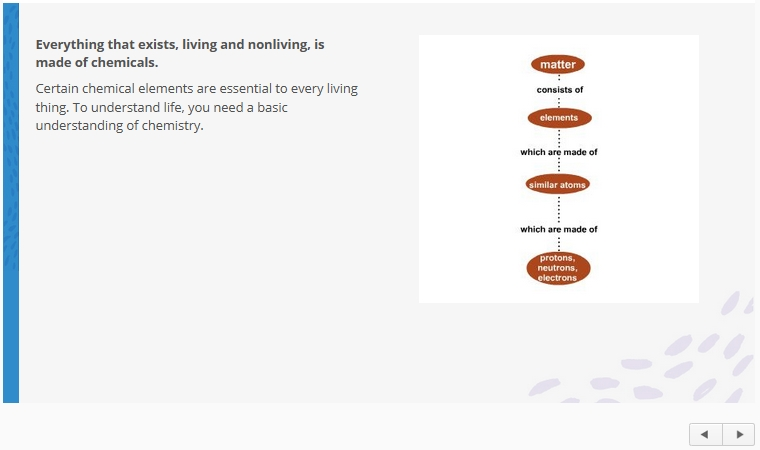 Everything that exists, living and nonliving, is
made of chemicals.
Certain chemical elements are essential to every living
thing. To understand life, you need a basic
understanding of chemistry.
matter
consists of
elements
which are made of
similar atoms
which are made of
protons,
neutrons,
electrons